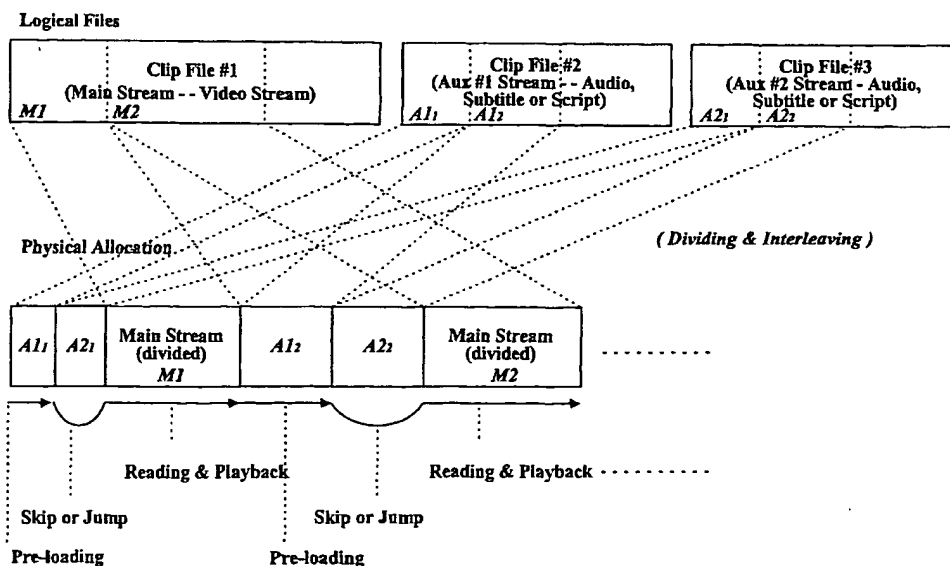 Logical Files
Clip File #1
(Main Stream - - Video Stream)
M1 M2
Clip File #2
(Aux #1 Stream -- Audio,
Subtitle or Script)
A1₁ A1₂
Clip File #3
(Aux #2 Stream - Audio,
Subtitle or Script)
A2₁ A2₂
Physical Allocation
( Dividing & Interleaving )
A1₁
A2₁
Main Stream
(divided)
M1
A1₂
A2₂
Main Stream
(divided)
M2
Reading & Playback
Reading & Playback
Skip or Jump
Skip or Jump
Pre-loading
Pre-loading